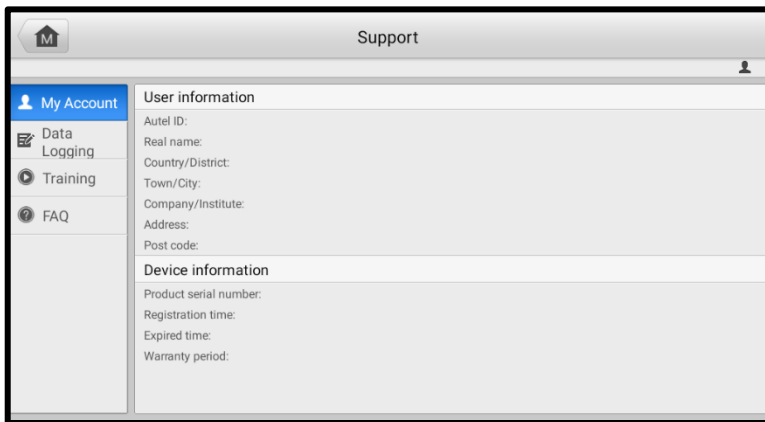 M
Support
My Account
Data
Logging
Training
FAQ
User information
Autel ID:
Real name:
Country/District:
Town/City:
Company/Institute:
Address:
Post code:
Device information
Product serial number:
Registration time:
Expired time:
Warranty period: